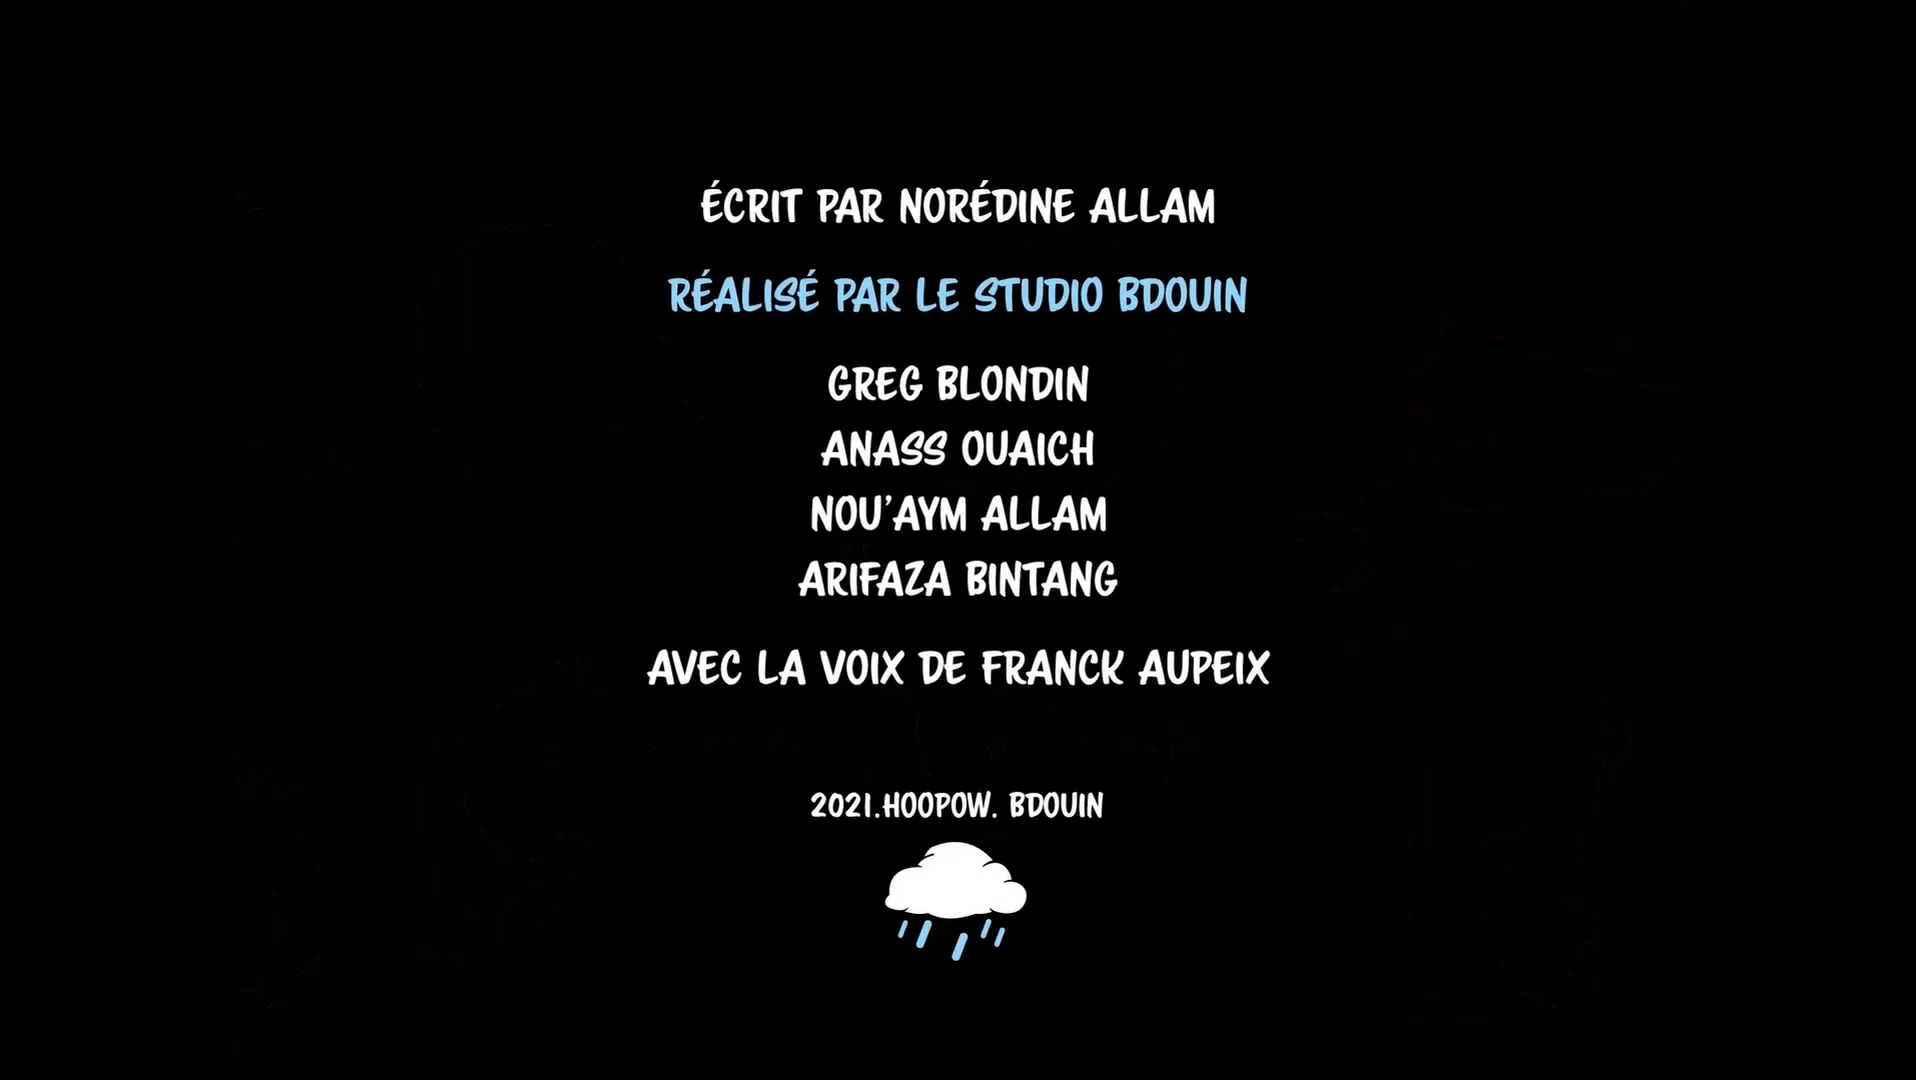 ÉCRIT PAR NORÉDINE ALLAM
RÉALISÉ PAR LE STUDIO BDOUIN
GREG BLONDIN
ANASS OUAICH
NOU'AYM ALLAM
ARIFAZA BINTANG
AVEC LA VOIX DE FRANCK AUPEIX
2021.HOOPOW. BDOUIN